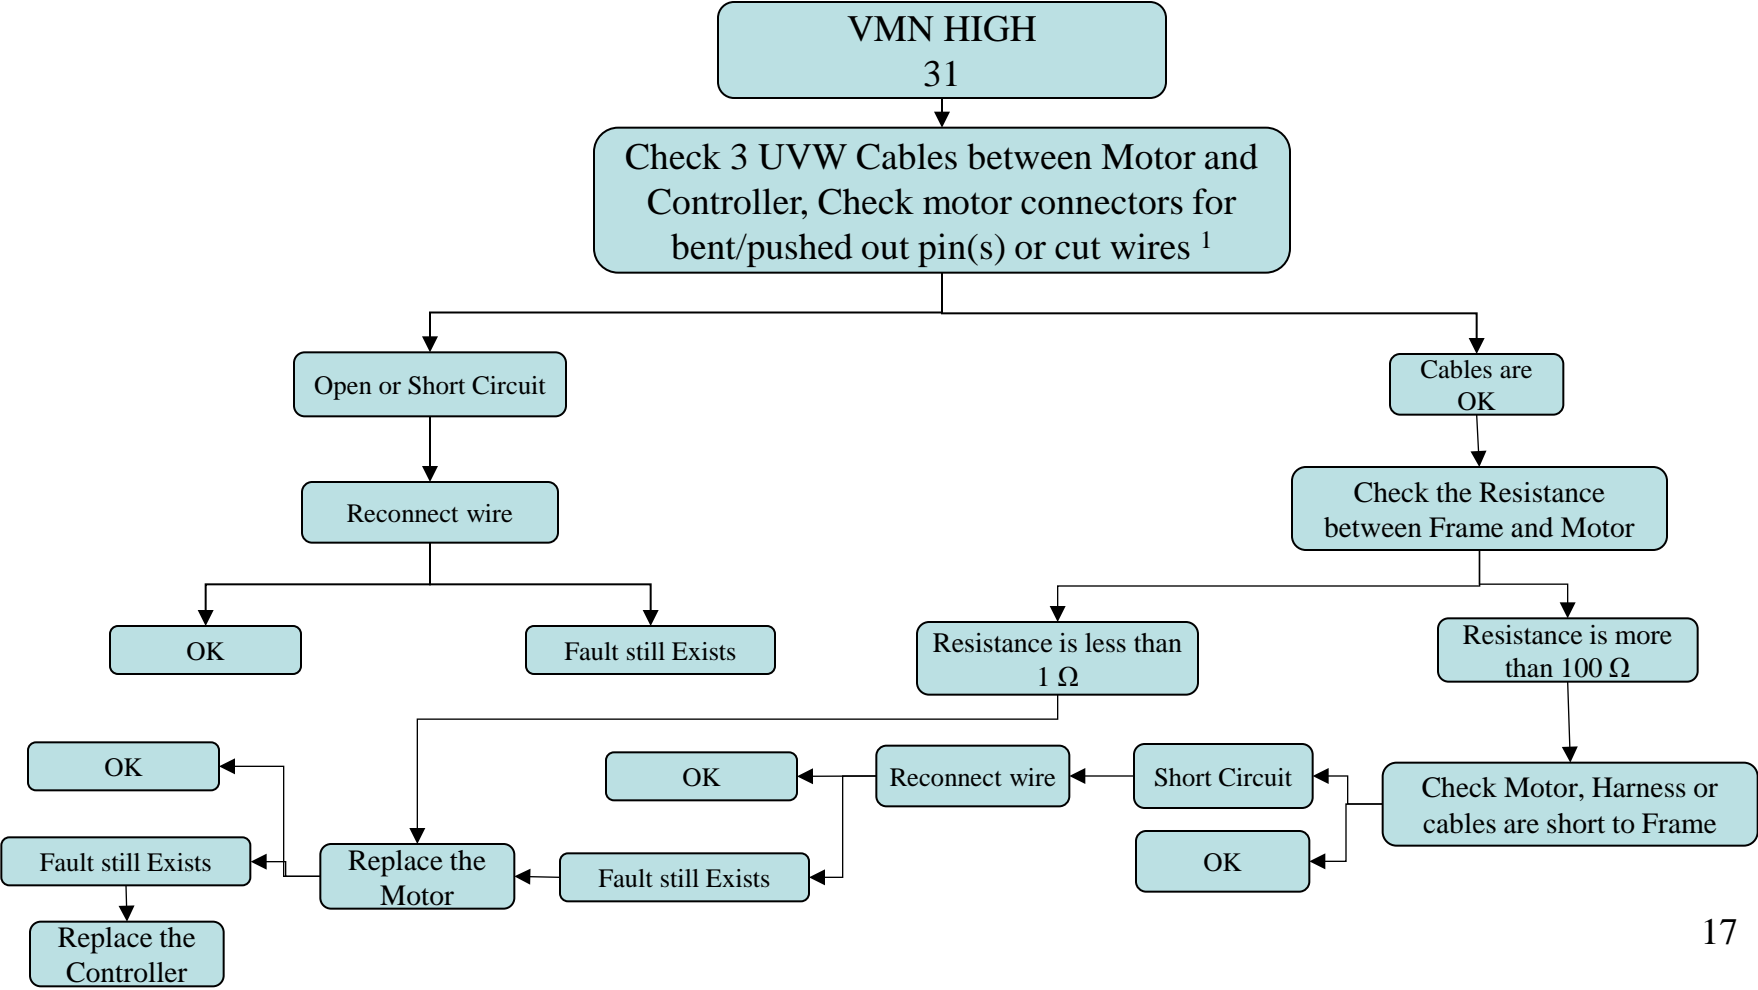 VMN HIGH
31
Check 3 UVW Cables between Motor and
Controller, Check motor connectors for
bent/pushed out pin(s) or cut wires ¹
Open or Short Circuit
Cables are
OK
Reconnect wire
Check the Resistance
between Frame and Motor
OK
Fault still Exists
Resistance is less than
1 Ω
Resistance is more
than 100 Ω
OK
OK
Reconnect wire
Short Circuit
Check Motor, Harness or
cables are short to Frame
Fault still Exists
Replace the
Motor
Fault still Exists
OK
Replace the
Controller
17